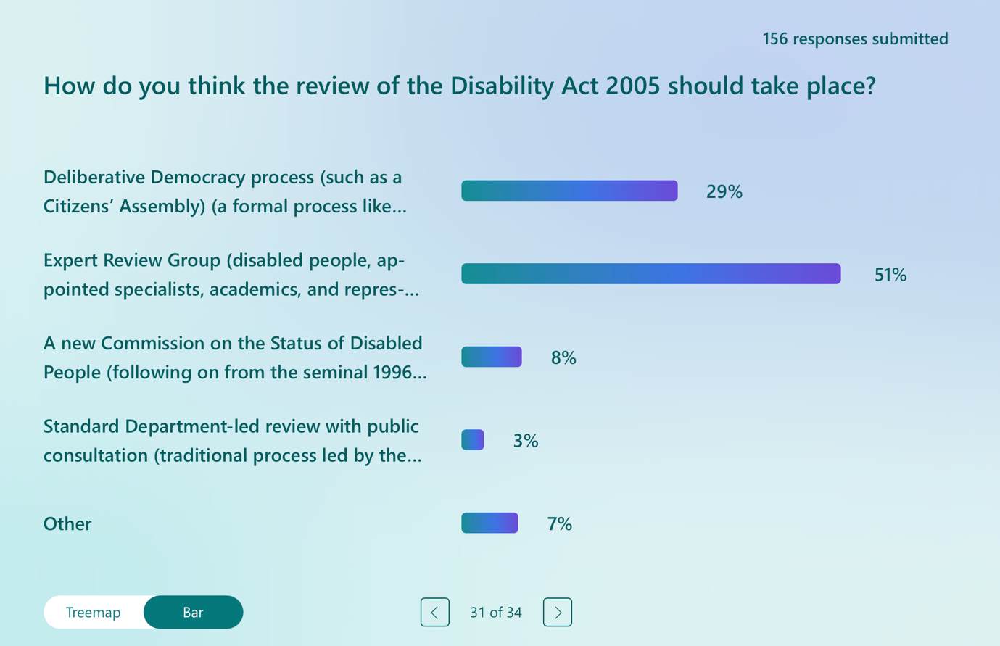 156 responses submitted
How do you think the review of the Disability Act 2005 should take place?
Deliberative Democracy process (such as a
Citizens’ Assembly) (a formal process like...
29%
Expert Review Group (disabled people, ap-
pointed specialists, academics, and repres-...
51%
A new Commission on the Status of Disabled
People (following on from the seminal 1996...
8%
Standard Department-led review with public
consultation (traditional process led by the...
3%
Other
7%
Treemap
Bar
31 of 34